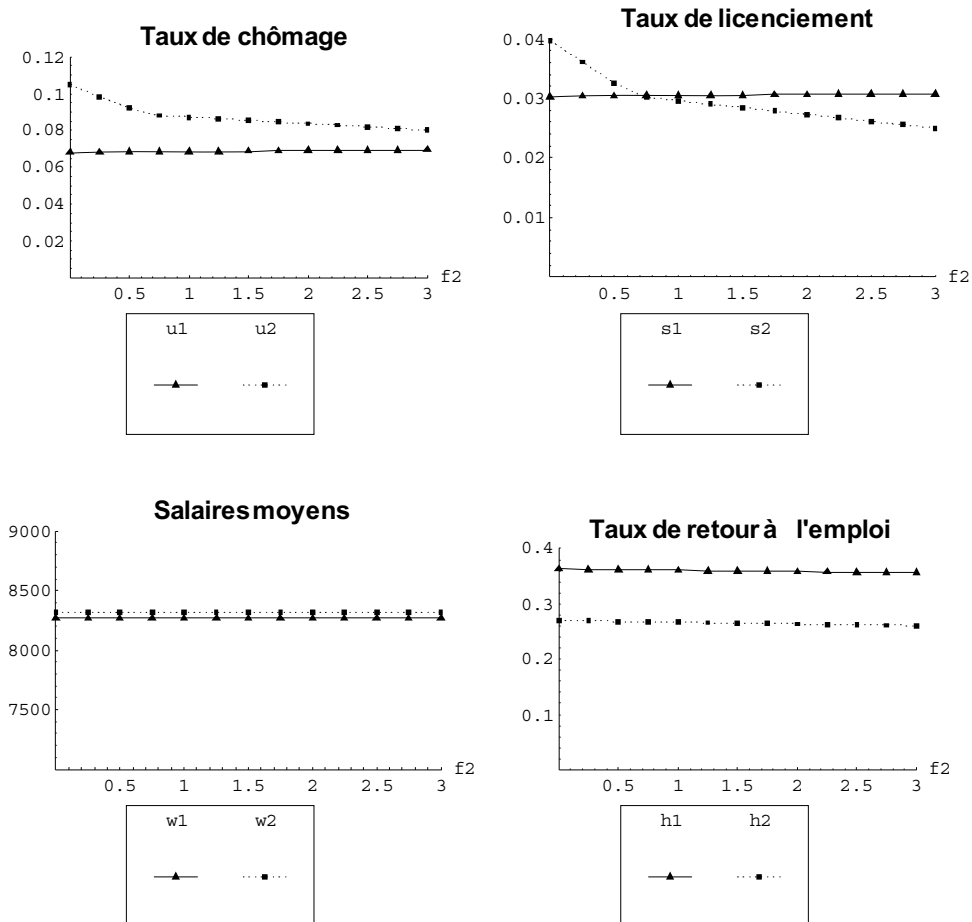 Taux de chômage
0.12
0.1
0.08
0.06
0.04
0.02
0.5 1 1.5 2 2.5 3
f2
u1 u2
Taux de licenciement
0.04
0.03
0.02
0.01
0.5 1 1.5 2 2.5 3
f2
s1 s2
Salaires moyens
9000
8500
8000
7500
0.5 1 1.5 2 2.5 3
f2
w1 w2
Taux de retour à l'emploi
0.4
0.3
0.2
0.1
0.5 1 1.5 2 2.5 3
f2
h1 h2